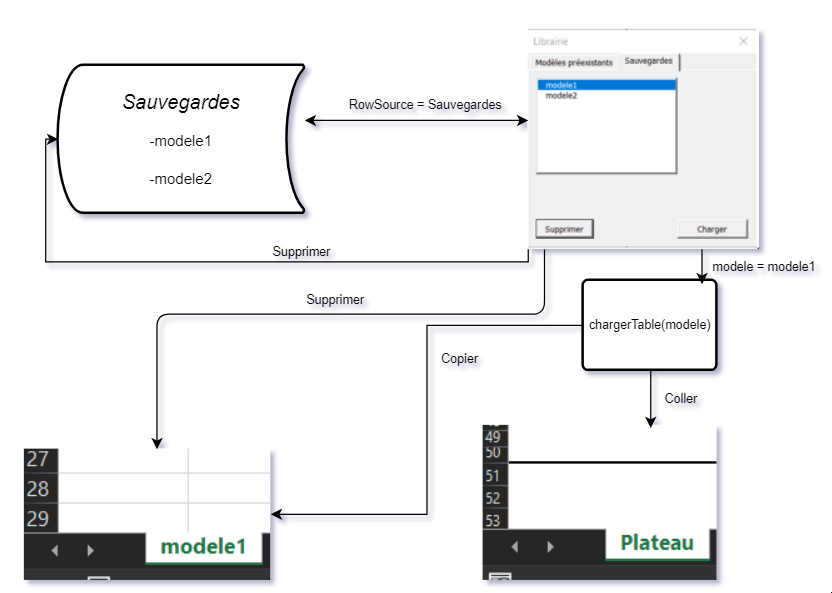 Librairie
Modèles préexistants
Sauvegardes
modele1
modele2
Supprimer
Charger
Sauvegardes
-modele1
-modele2
RowSource = Sauvegardes
Supprimer
modele = modele1
Supprimer
chargerTable(modele)
Copier
Coller
27
28
29
modele1
49
50
51
52
53
Plateau